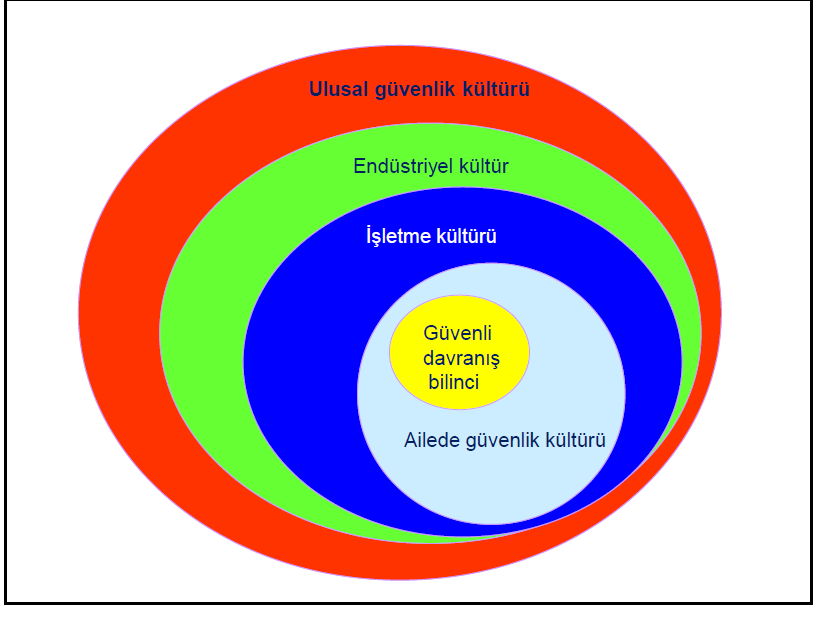 Ulusal güvenlik kültürü
Endüstriyel kültür
İşletme kültürü
Güvenli
davranış
bilinci
Ailede güvenlik kültürü